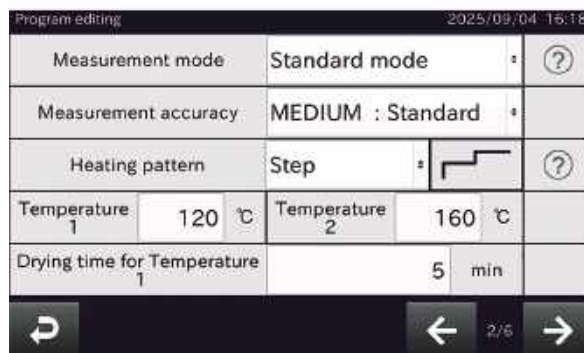 Program editing 2025/09/04 16:18
Measurement mode Standard mode ?
Measurement accuracy MEDIUM : Standard
Heating pattern Step ?
Temperature 1 120 ℃ Temperature 2 160 ℃
Drying time for Temperature 1 5 min
2/6